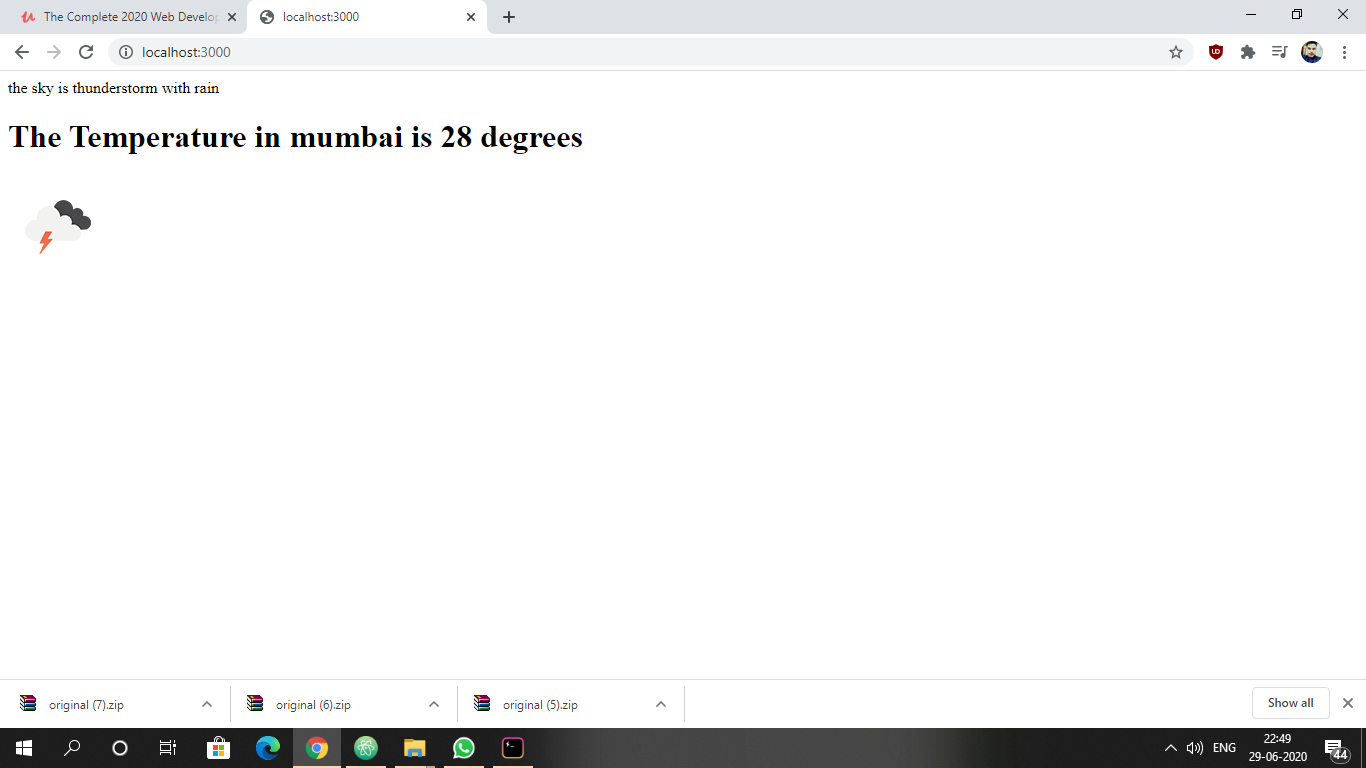 The Complete 2020 Web Develop
localhost:3000
localhost:3000
the sky is thunderstorm with rain
The Temperature in mumbai is 28 degrees
original (7).zip
original (6).zip
original (5).zip
Show all
ENG
22:49
29-06-2020
44